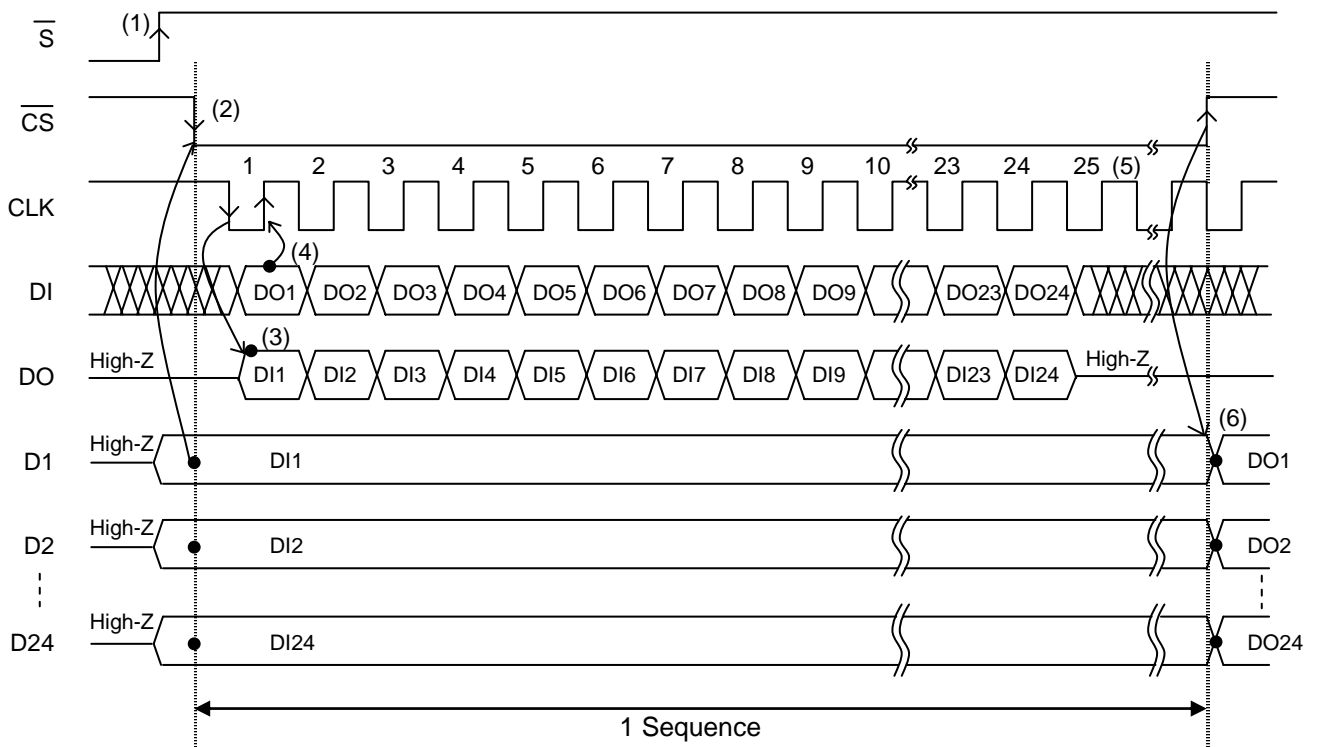 (1)
S
(2)
CS
1 2 3 4 5 6 7 8 9 10 23 24 25 (5)
CLK
(4)
DI DO1 DO2 DO3 DO4 DO5 DO6 DO7 DO8 DO9 DO23 DO24
(3)
DO High-Z DI1 DI2 DI3 DI4 DI5 DI6 DI7 DI8 DI9 DI23 DI24 High-Z
(6)
D1 High-Z DI1 DO1
D2 High-Z DI2 DO2
D24 High-Z DI24 DO24
1 Sequence